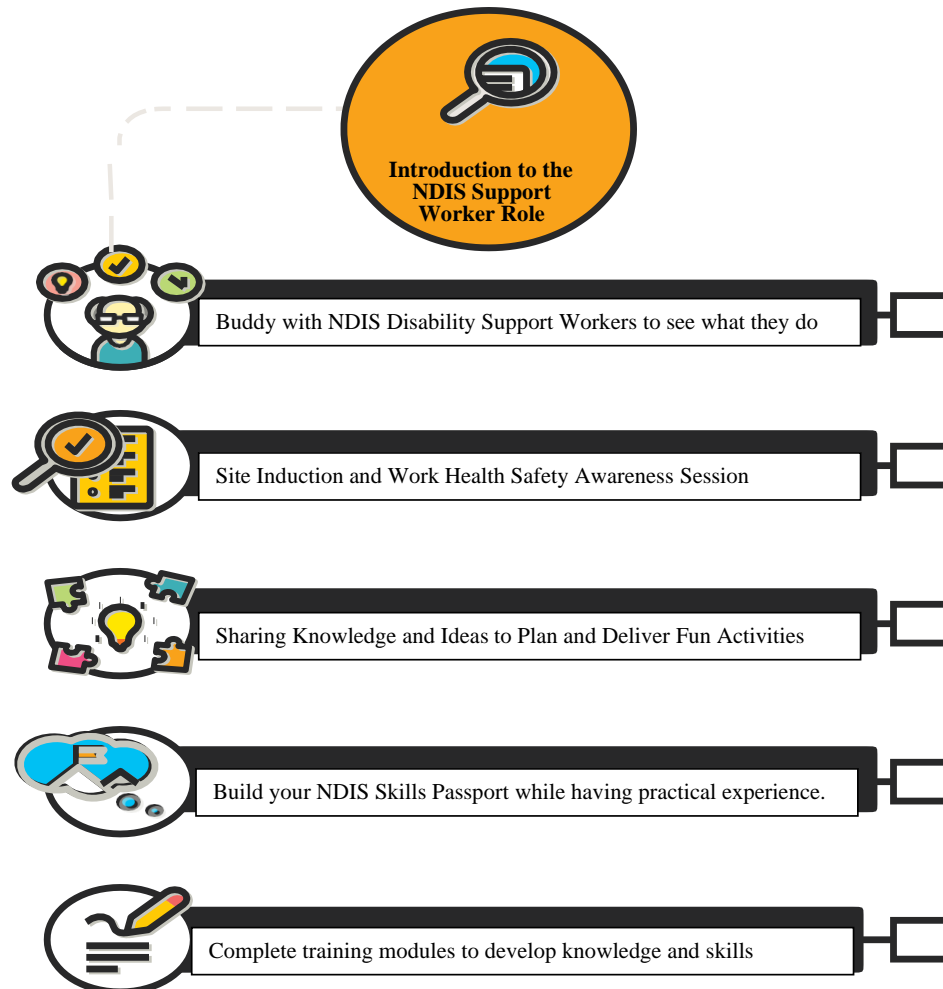 Introduction to the
NDIS Support
Worker Role
Buddy with NDIS Disability Support Workers to see what they do
Site Induction and Work Health Safety Awareness Session
Sharing Knowledge and Ideas to Plan and Deliver Fun Activities
Build your NDIS Skills Passport while having practical experience.
Complete training modules to develop knowledge and skills